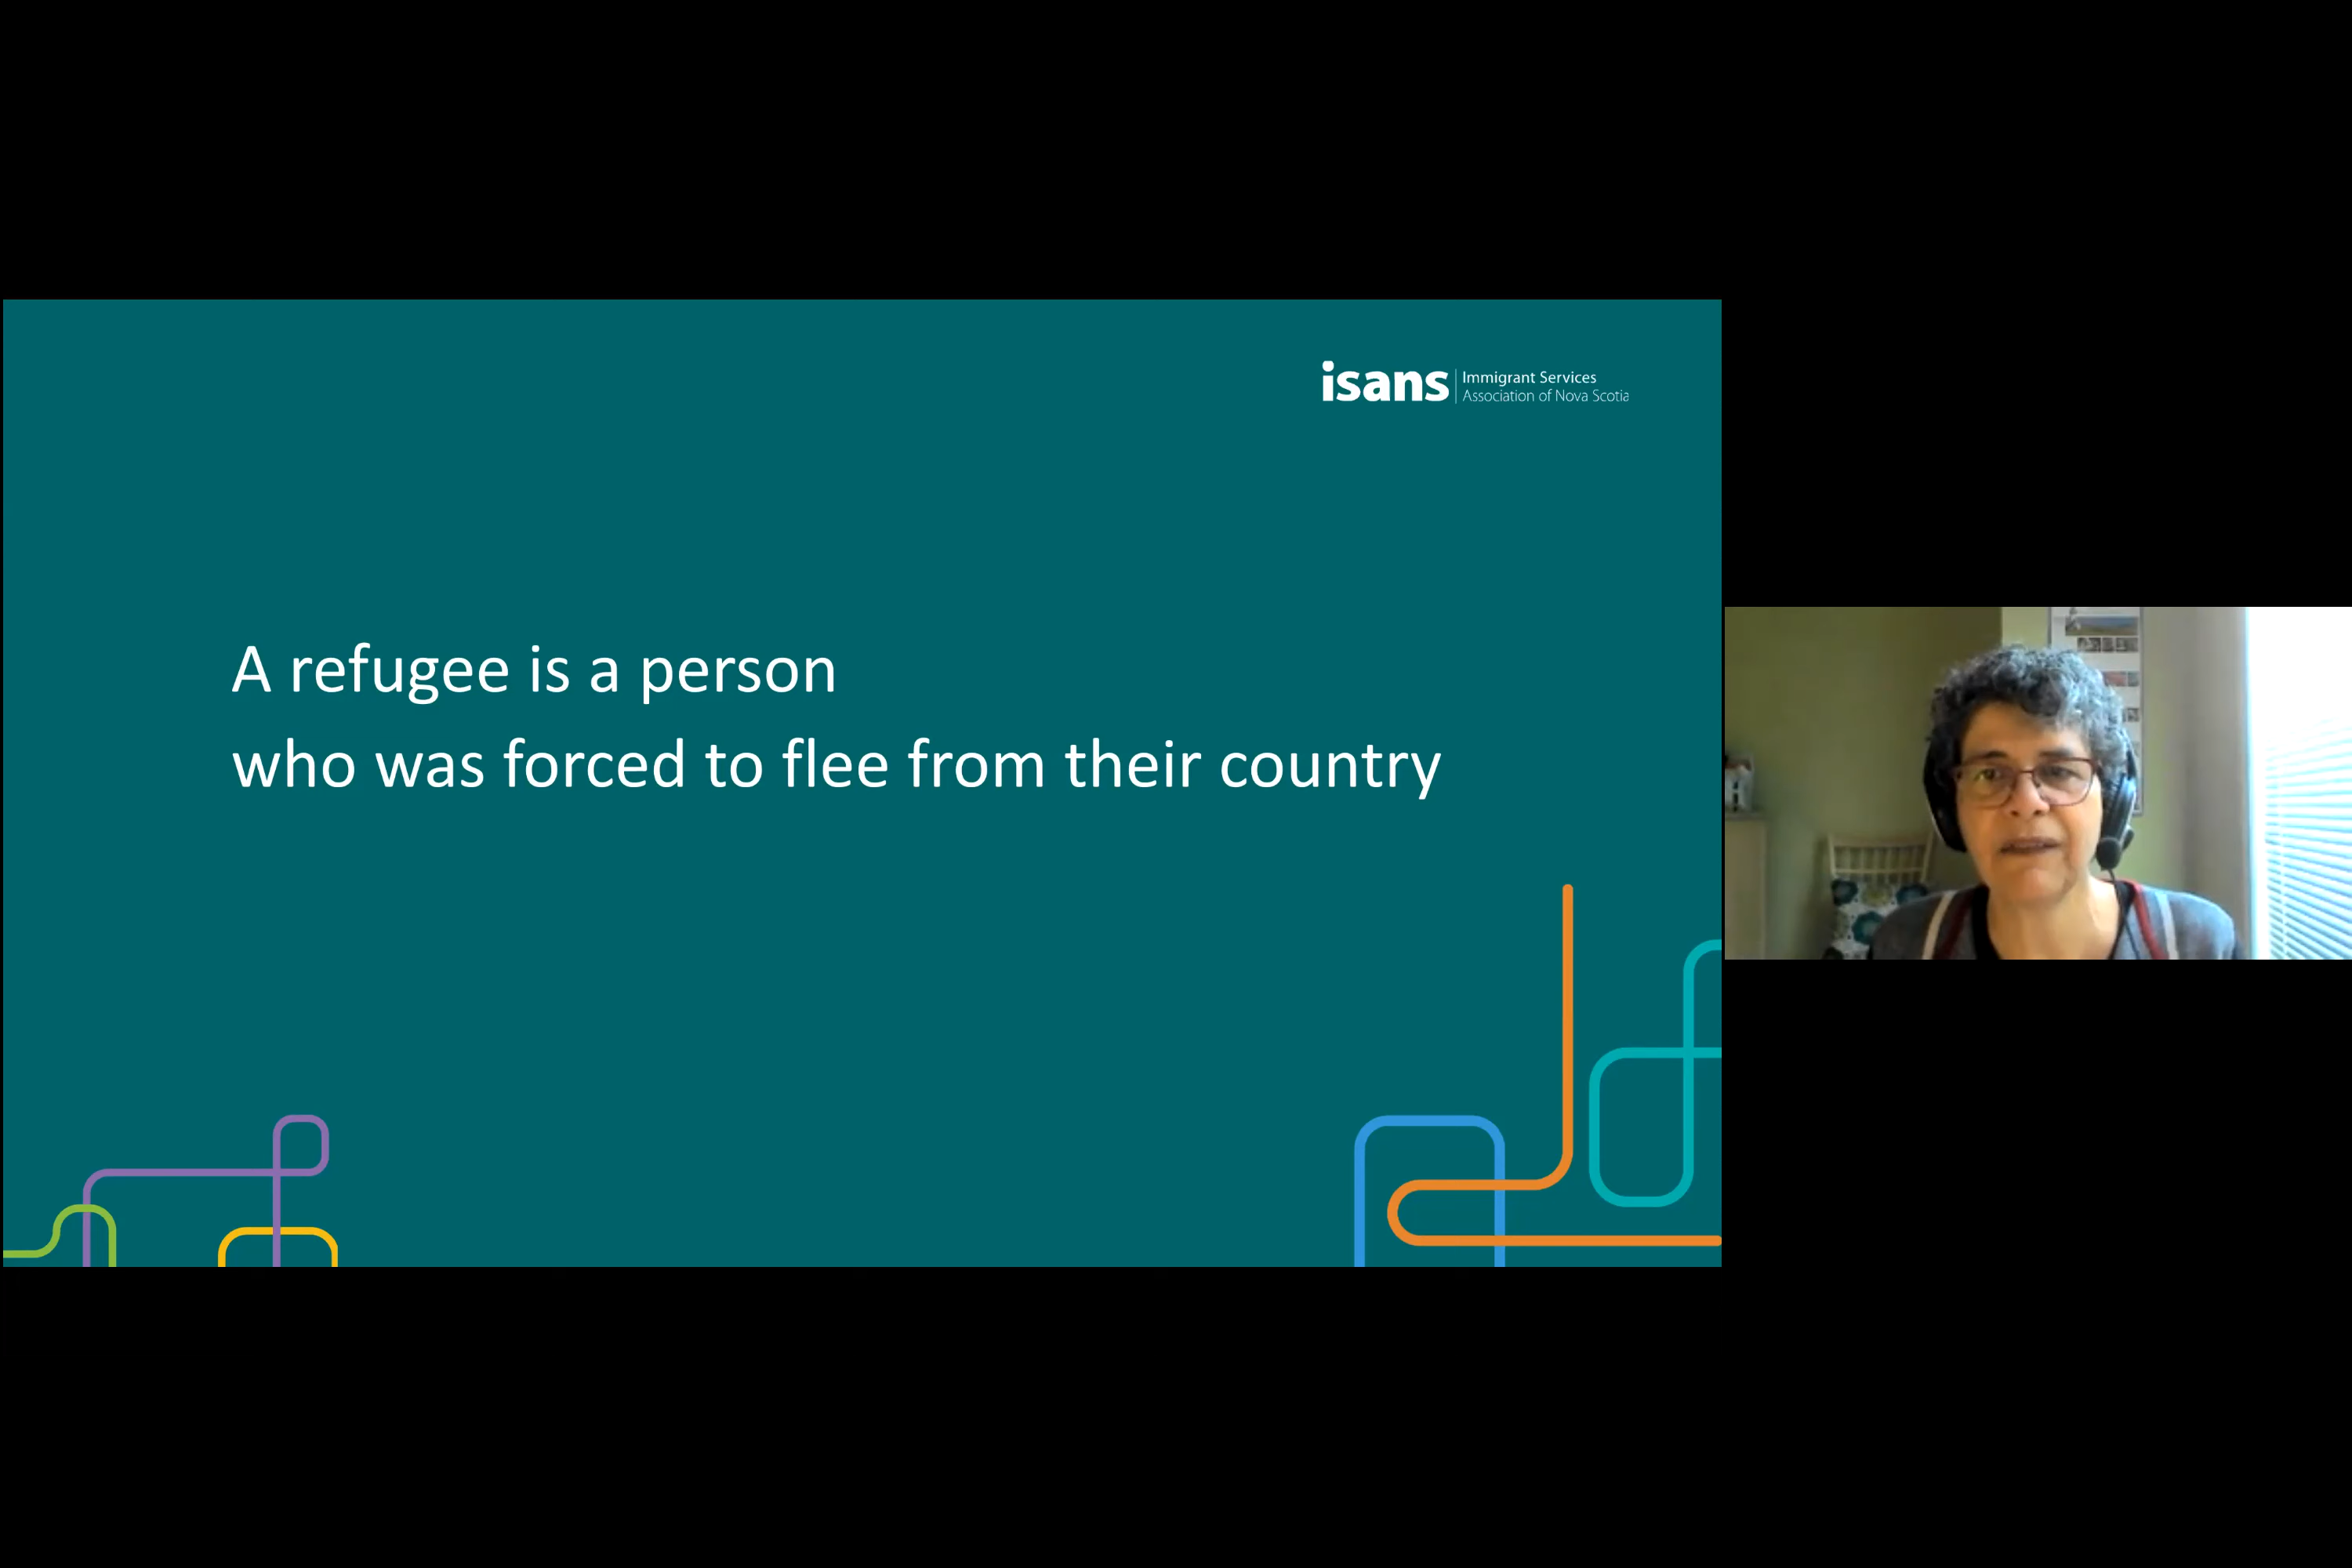 isans
Immigrant Services
Association of Nova Scotia
A refugee is a person
who was forced to flee from their country